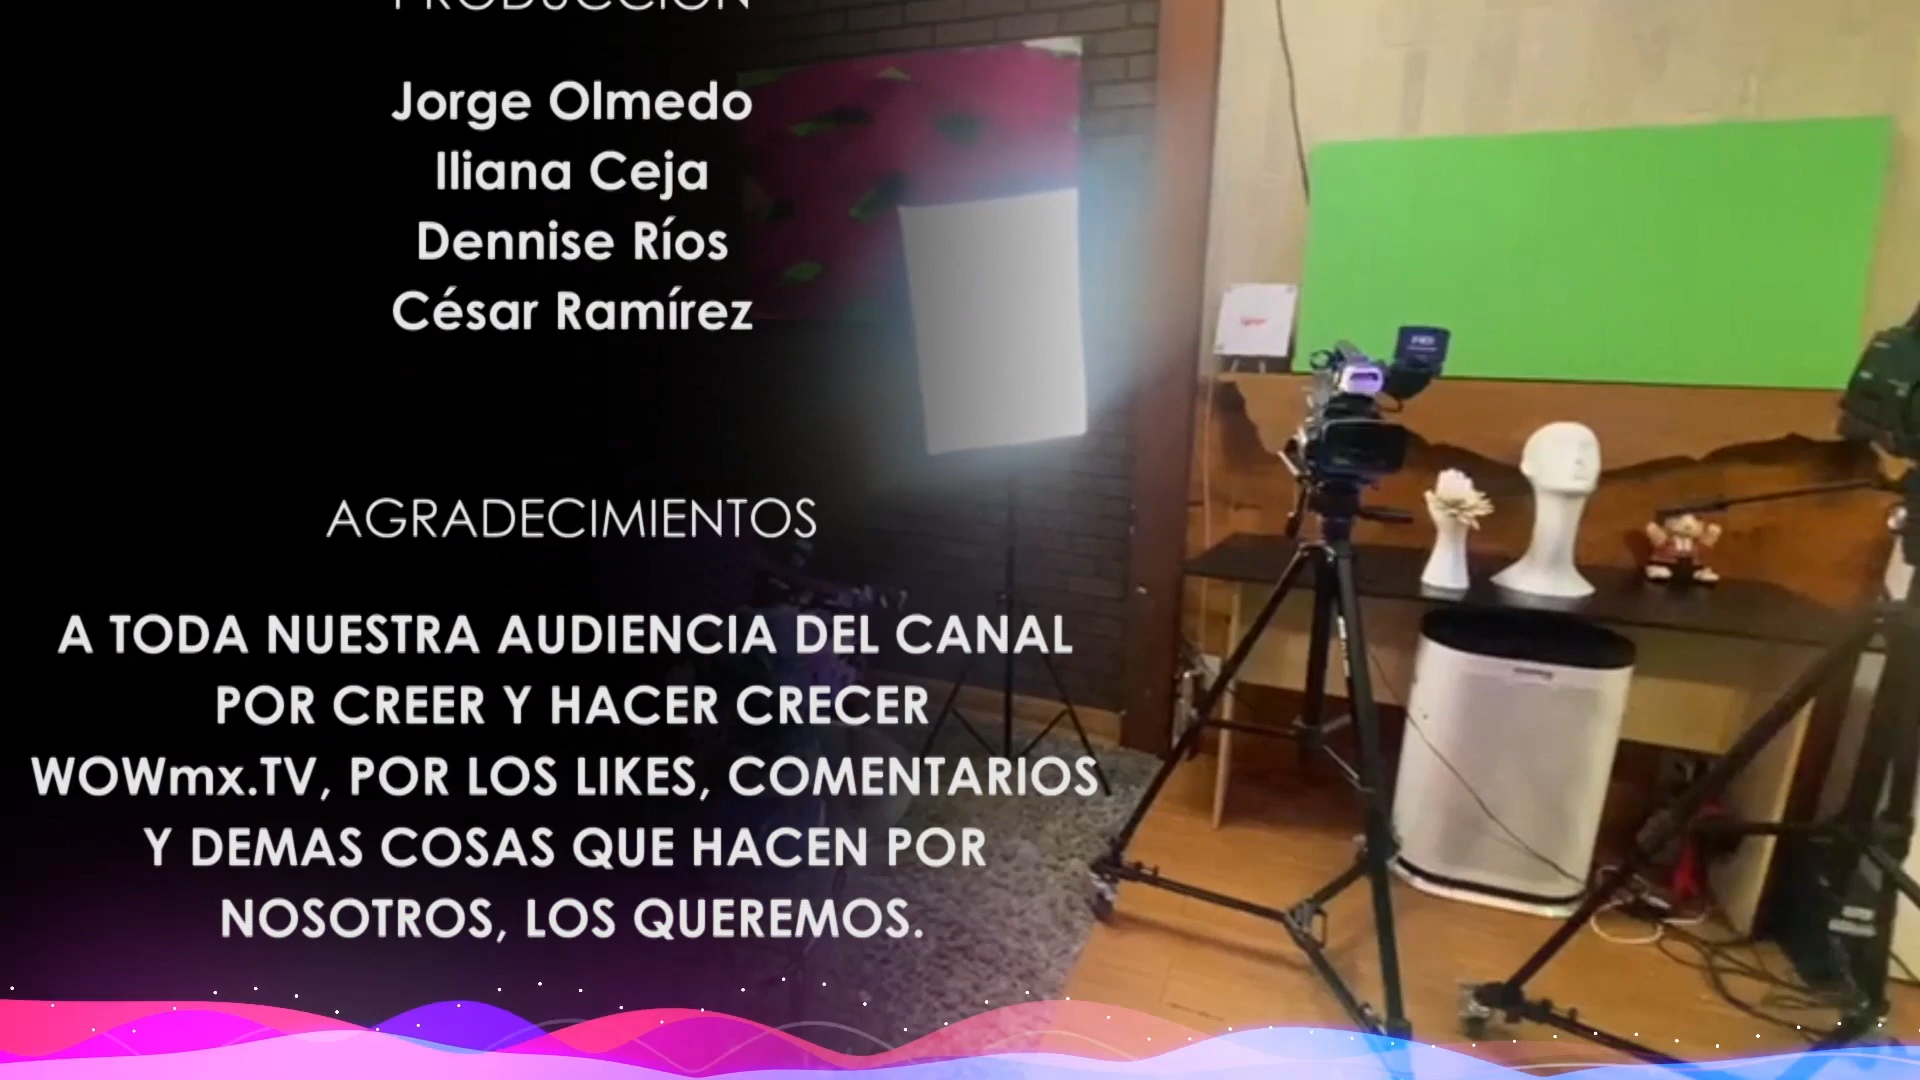 PRODUCCIÓN
Jorge Olmedo
Iliana Ceja
Dennise Ríos
César Ramírez
AGRADECIMIENTOS
A TODA NUESTRA AUDIENCIA DEL CANAL
POR CREER Y HACER CRECER
WOWmx.TV, POR LOS LIKES, COMENTARIOS
Y DEMAS COSAS QUE HACEN POR
NOSOTROS, LOS QUEREMOS.